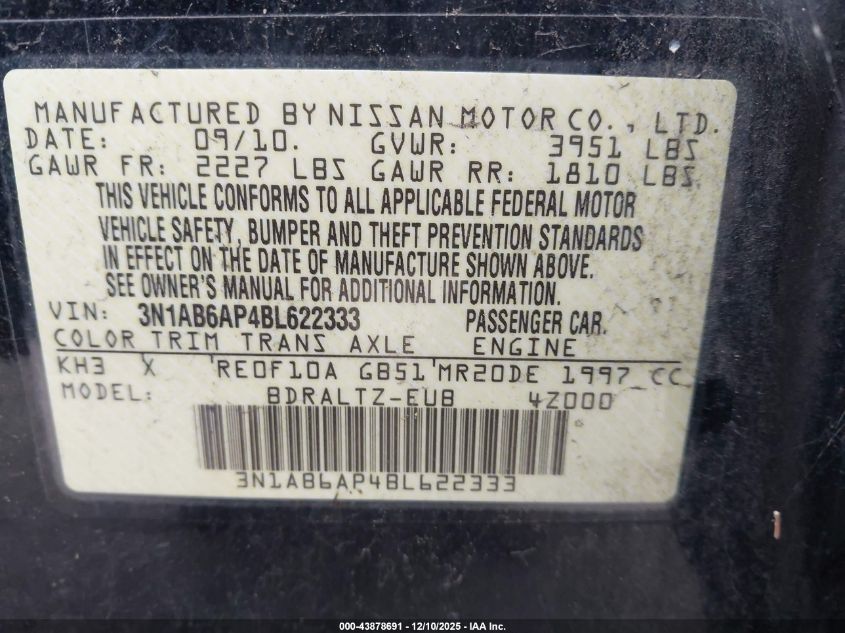 MANUFACTURED BY NISSAN MOTOR CO., LTD.
DATE: 09/10. GVWR: 3951 LBS
GAWR FR: 2227 LBS GAWR RR: 1810 LBS
THIS VEHICLE CONFORMS TO ALL APPLICABLE FEDERAL MOTOR
VEHICLE SAFETY, BUMPER AND THEFT PREVENTION STANDARDS
IN EFFECT ON THE DATE OF MANUFACTURE SHOWN ABOVE.
SEE OWNER'S MANUAL FOR ADDITIONAL INFORMATION.
VIN: 3N1AB6AP4BL622333 PASSENGER CAR.
COLOR TRIM TRANS AXLE ENGINE
KH3 X RE0F10A GB51 MR20DE 1997 CC
MODEL: BDRALTZ-EUB 4Z000
3N1AB6AP4BL622333
000-43878691 - 12/10/2025 - IAA Inc.